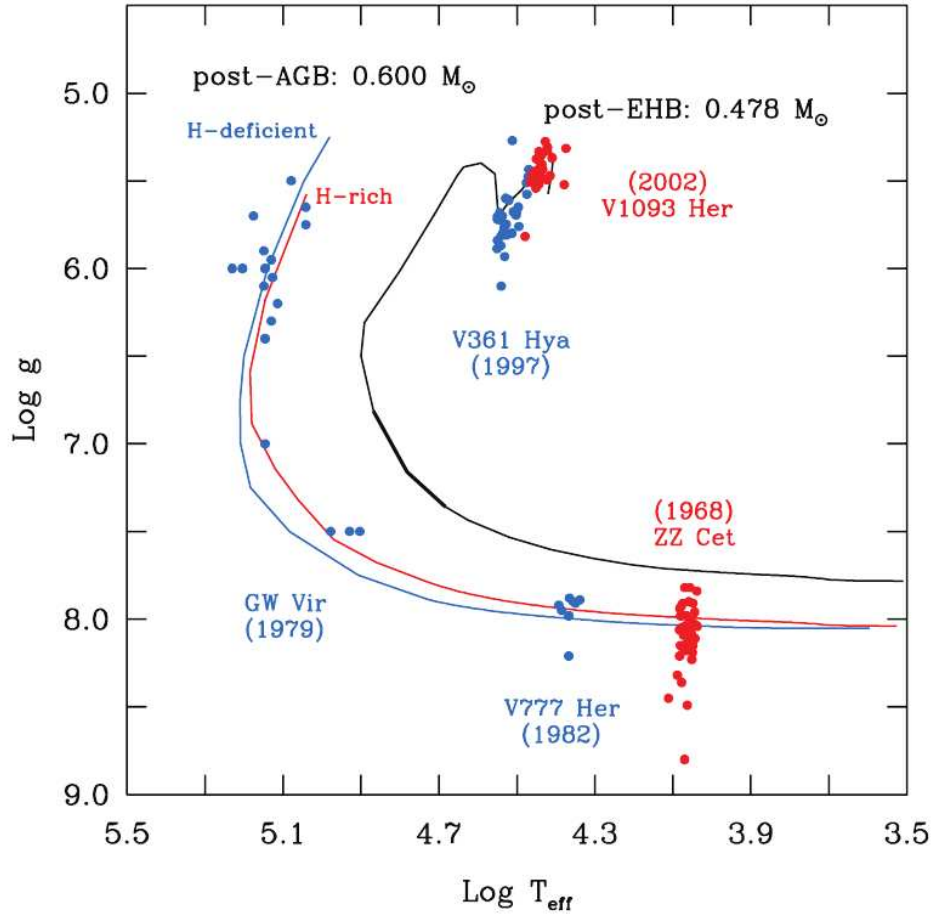 post-AGB: 0.600 M⊙
post-EHB: 0.478 M⊙
H-deficient
H-rich
(2002)
V1093 Her
V361 Hya
(1997)
(1968)
ZZ Cet
GW Vir
(1979)
V777 Her
(1982)
Log g
5.0
6.0
7.0
8.0
9.0
5.5 5.1 4.7 4.3 3.9 3.5
Log Teff